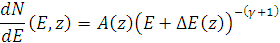 dN/dE (E, z) = A(z)(E + ΔE(z))^−(γ+1)